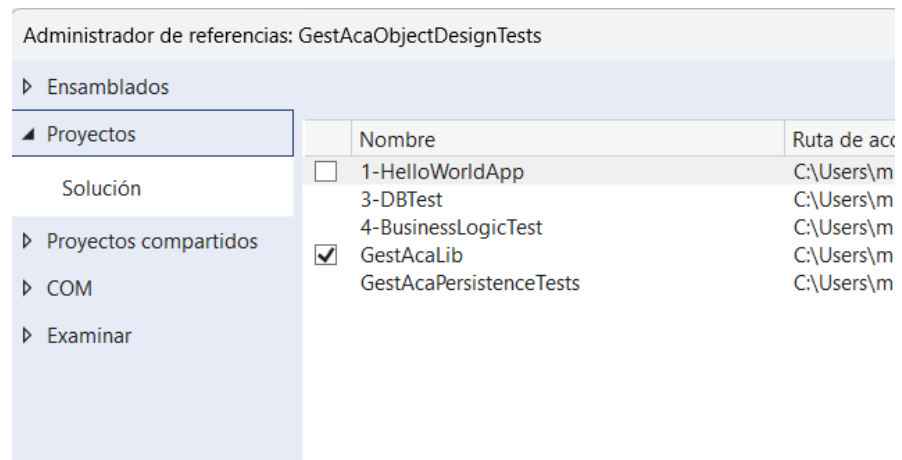 Administrador de referencias: GestAcaObjectDesignTests
Ensamblados
Proyectos
Solución
Proyectos compartidos
COM
Examinar
Nombre Ruta de acc
1-HelloWorldApp C:\Users\m
3-DBTest C:\Users\m
4-BusinessLogicTest C:\Users\m
GestAcaLib C:\Users\m
GestAcaPersistenceTests C:\Users\m